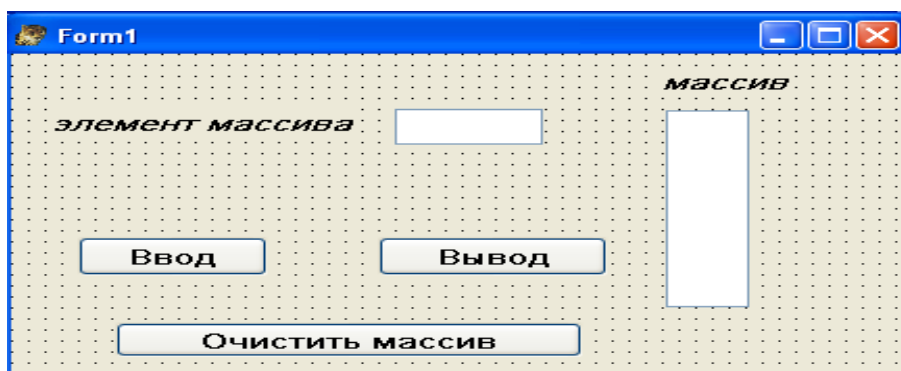 Form1
массив
элемент массива
Ввод
Вывод
Очистить массив